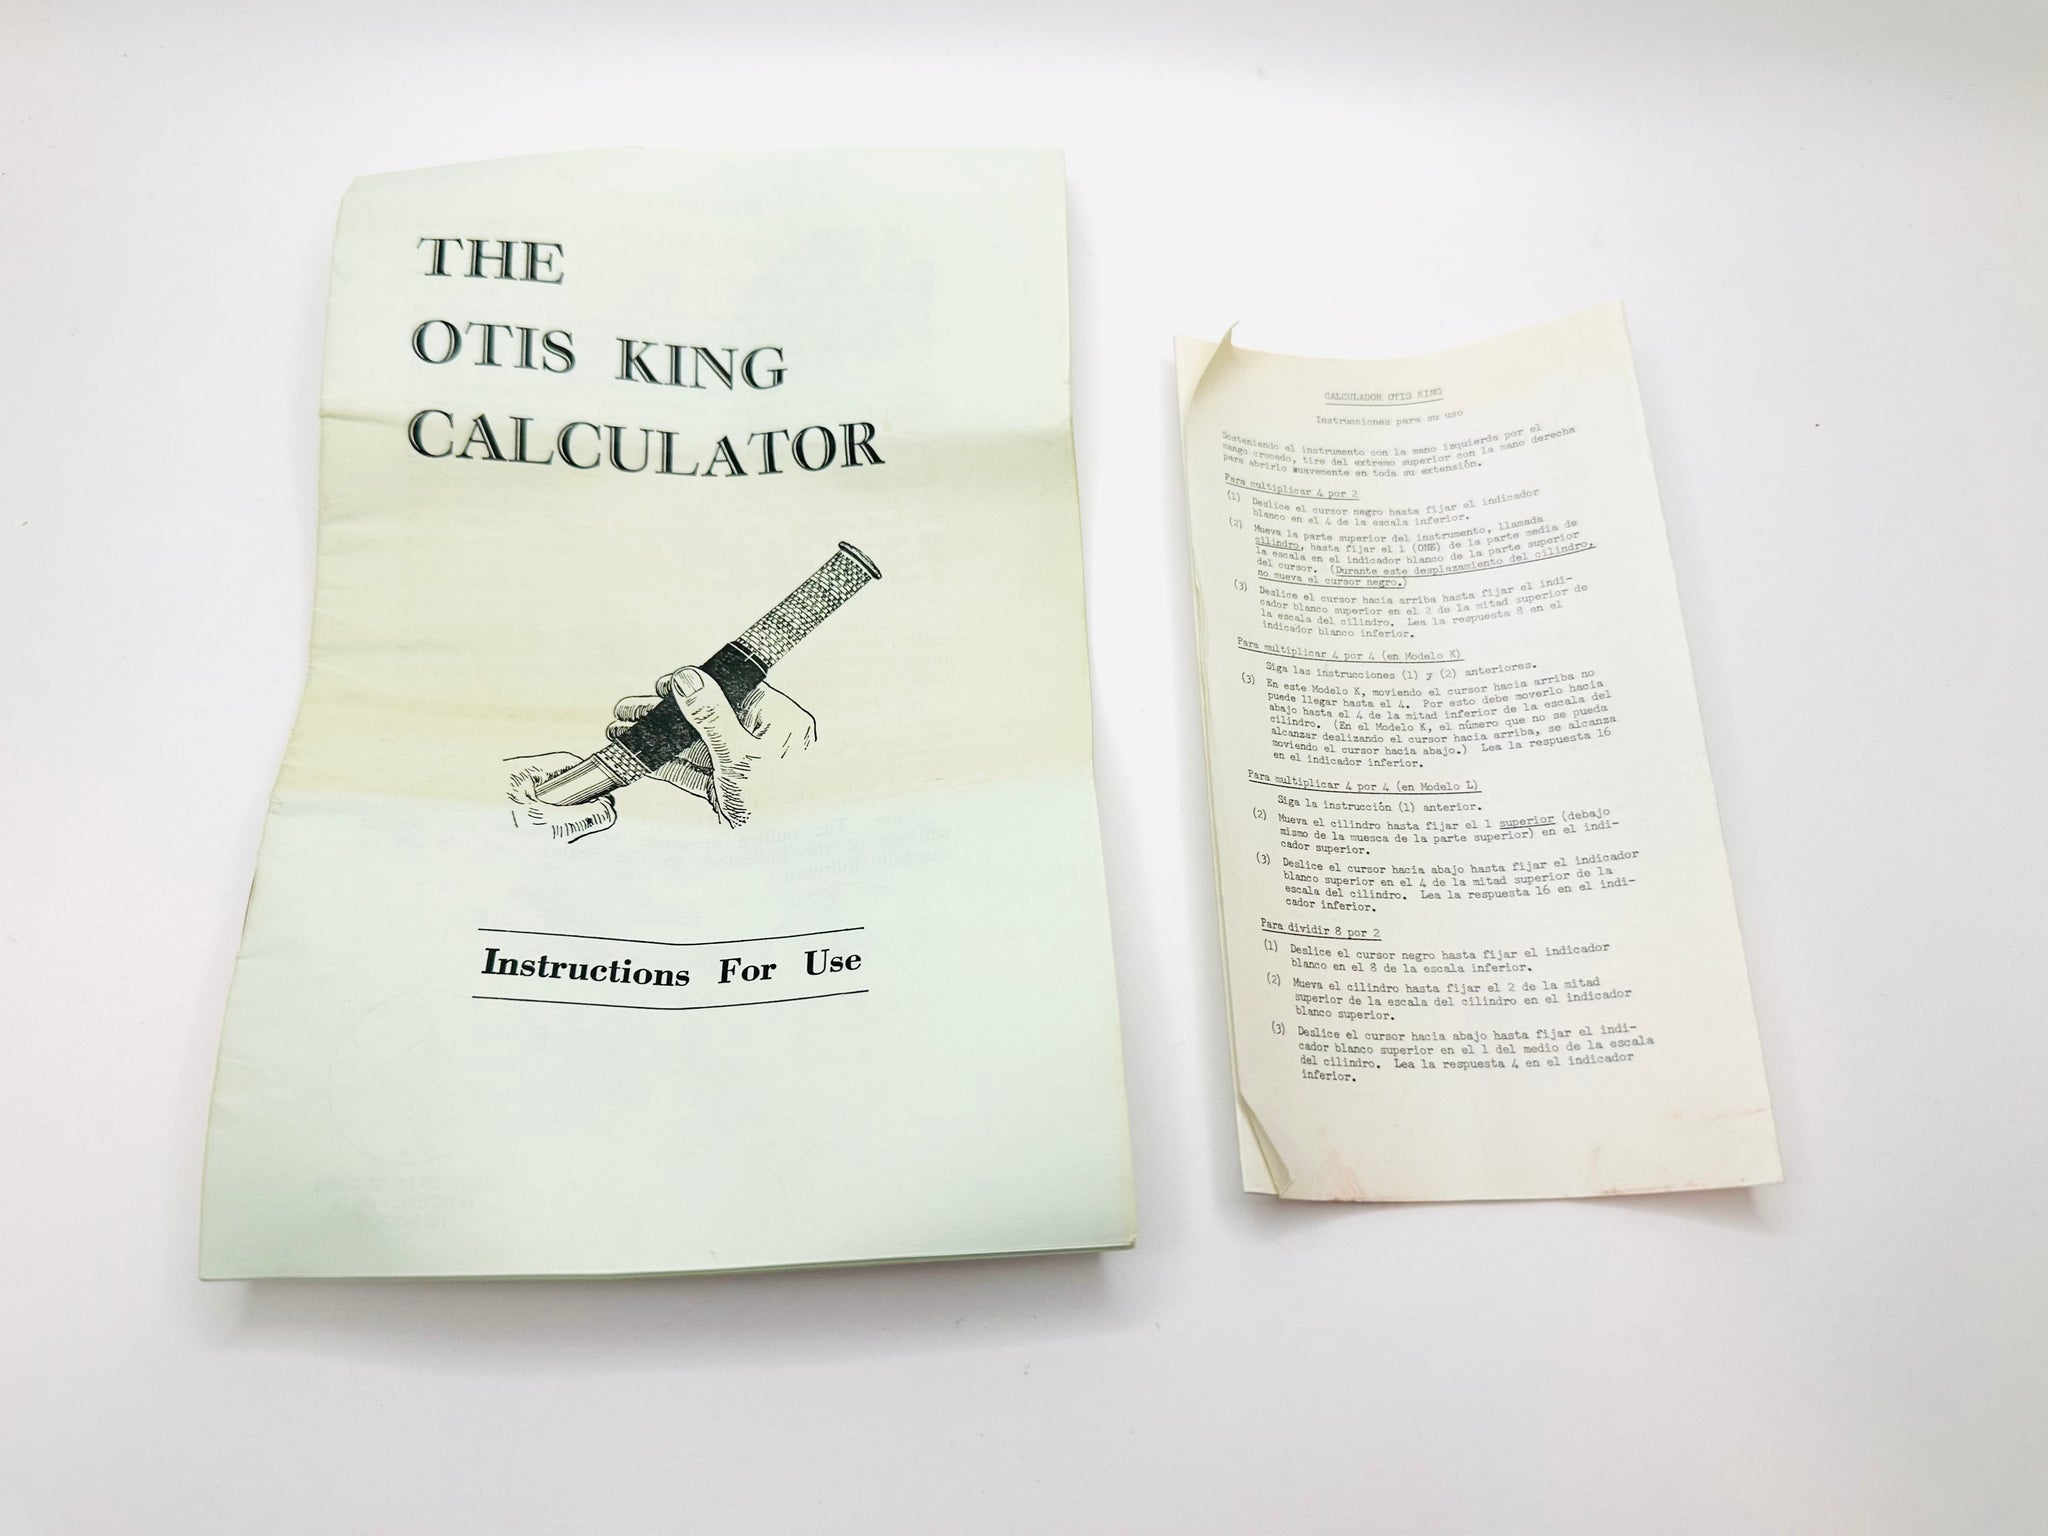 THE
OTIS KING
CALCULATOR
Instructions For Use
CALCULADOR OTIS KING
Instrucciones para su uso
Sosteniendo el instrumento con la mano izquierda por el
mango cromado, tire del extremo superior con la mano derecha
para abrirlo suavemente en toda su extensión.
Para multiplicar 4 por 2
(1) Deslice el cursor negro hasta fijar el indicador
blanco en el 4 de la escala inferior.
(2) Mueva la parte superior del instrumento, llamada
cilindro, hasta fijar el 1 (ONE) de la parte media de
la escala en el indicador blanco de la parte superior
del cursor. (Durante este desplazamiento del cilindro,
no mueva el cursor negro.)
(3) Deslice el cursor hacia arriba hasta fijar el indi-
cador blanco superior en el 2 de la mitad superior de
la escala del cilindro. Lea la respuesta 8 en el
indicador blanco inferior.
Para multiplicar 4 por 4 (en Modelo K)
Siga las instrucciones (1) y (2) anteriores.
(3) En este Modelo K, moviendo el cursor hacia arriba no
puede llegar hasta el 4. Por esto debe moverlo hacia
abajo hasta el 4 de la mitad inferior de la escala del
cilindro. (En el Modelo K, el número que no se pueda
alcanzar deslizando el cursor hacia arriba, se alcanza
moviendo el cursor hacia abajo.) Lea la respuesta 16
en el indicador inferior.
Para multiplicar 4 por 4 (en Modelo L)
Siga la instrucción (1) anterior.
(2) Mueva el cilindro hasta fijar el 1 superior (debajo
mismo de la muesca de la parte superior) en el indi-
cador superior.
(3) Deslice el cursor hacia abajo hasta fijar el indicador
blanco superior en el 4 de la mitad superior de la
escala del cilindro. Lea la respuesta 16 en el indi-
cador inferior.
Para dividir 8 por 2
(1) Deslice el cursor negro hasta fijar el indicador
blanco en el 8 de la escala inferior.
(2) Mueva el cilindro hasta fijar el 2 de la mitad
superior de la escala del cilindro en el indicador
blanco superior.
(3) Deslice el cursor hacia abajo hasta fijar el indi-
cador blanco superior en el 1 del medio de la escala
del cilindro. Lea la respuesta 4 en el indicador
inferior.